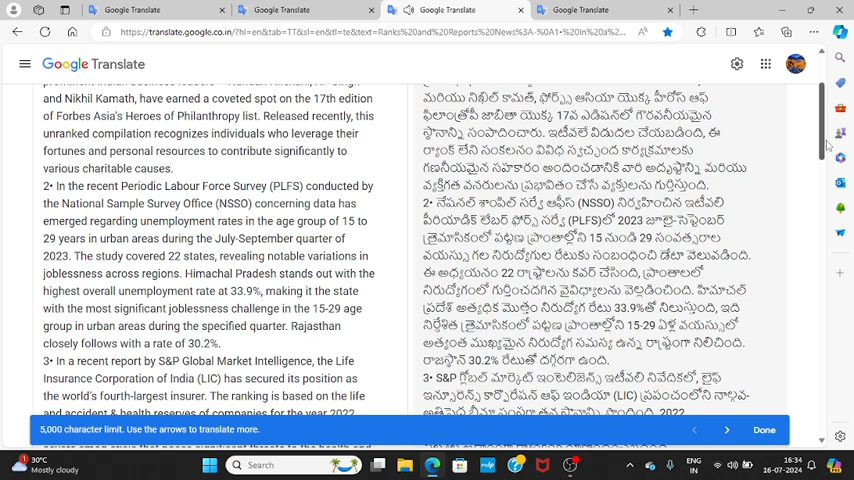 Google Translate
Google Translate
Google Translate
Google Translate
https://translate.google.co.in/?hl=en&tab=TT&sl=en&tl=te&text=Ranks%20and%20Reports%20News%3A-%0A1•%20In%20a...
Google Translate
and Nikhil Kamath, have earned a coveted spot on the 17th edition
of Forbes Asia's Heroes of Philanthropy list. Released recently, this
unranked compilation recognizes individuals who leverage their
fortunes and personal resources to contribute significantly to
various charitable causes.
2• In the recent Periodic Labour Force Survey (PLFS) conducted by
the National Sample Survey Office (NSSO) concerning data has
emerged regarding unemployment rates in the age group of 15 to
29 years in urban areas during the July-September quarter of
2023. The study covered 22 states, revealing notable variations in
joblessness across regions. Himachal Pradesh stands out with the
highest overall unemployment rate at 33.9%, making it the state
with the most significant joblessness challenge in the 15-29 age
group in urban areas during the specified quarter. Rajasthan
closely follows with a rate of 30.2%.
3• In a recent report by S&P Global Market Intelligence, the Life
Insurance Corporation of India (LIC) has secured its position as
the world's fourth-largest insurer. The ranking is based on the life
and accident & health reserves of companies for the year 2022
మరియు నిఖిల్ కామత్, ఫోర్బ్స్ ఆసియా యొక్క హీరోస్ ఆఫ్
ఫిలాంత్రోపీ జాబితా యొక్క 17వ ఎడిషన్‌లో గౌరవనీయమైన
స్థానాన్ని సంపాదించారు. ఇటీవలే విడుదల చేయబడింది, ఈ
ర్యాంక్ లేని సంకలనం వివిధ స్వచ్ఛంద కార్యక్రమాలకు
గణనీయమైన సహకారం అందించడానికి వారి అదృష్టాన్ని మరియు
వ్యక్తిగత వనరులను ప్రభావితం చేసే వ్యక్తులను గుర్తిస్తుంది.
2• నేషనల్ శాంపిల్ సర్వే ఆఫీస్ (NSSO) నిర్వహించిన ఇటీవలి
పీరియాడిక్ లేబర్ ఫోర్స్ సర్వే (PLFS)లో 2023 జూలై-సెప్టెంబర్
త్రైమాసికంలో పట్టణ ప్రాంతాల్లోని 15 నుండి 29 సంవత్సరాల
వయస్సు గల నిరుద్యోగుల రేటుకు సంబంధించి డేటా వెలువడింది.
ఈ అధ్యయనం 22 రాష్ట్రాలను కవర్ చేసింది, ప్రాంతాలలో
నిరుద్యోగంలో గుర్తించదగిన వైవిధ్యాలను వెల్లడించింది. హిమాచల్
ప్రదేశ్ అత్యధిక మొత్తం నిరుద్యోగ రేటు 33.9%తో నిలుస్తుంది, ఇది
నిర్దేశిత త్రైమాసికంలో పట్టణ ప్రాంతాల్లోని 15-29 ఏళ్ల వయస్సులో
అత్యంత ముఖ్యమైన నిరుద్యోగ సమస్య ఉన్న రాష్ట్రంగా నిలిచింది.
రాజస్థాన్ 30.2% రేటుతో దగ్గరగా ఉంది.
3• S&P గ్లోబల్ మార్కెట్ ఇంటెలిజెన్స్ ఇటీవలి నివేదికలో, లైఫ్
ఇన్సూరెన్స్ కార్పొరేషన్ ఆఫ్ ఇండియా (LIC) ప్రపంచంలోని నాల్గవ-
5,000 character limit. Use the arrows to translate more.
Done
30°C
Mostly cloudy
Search
ENG
IN
16:34
16-07-2024